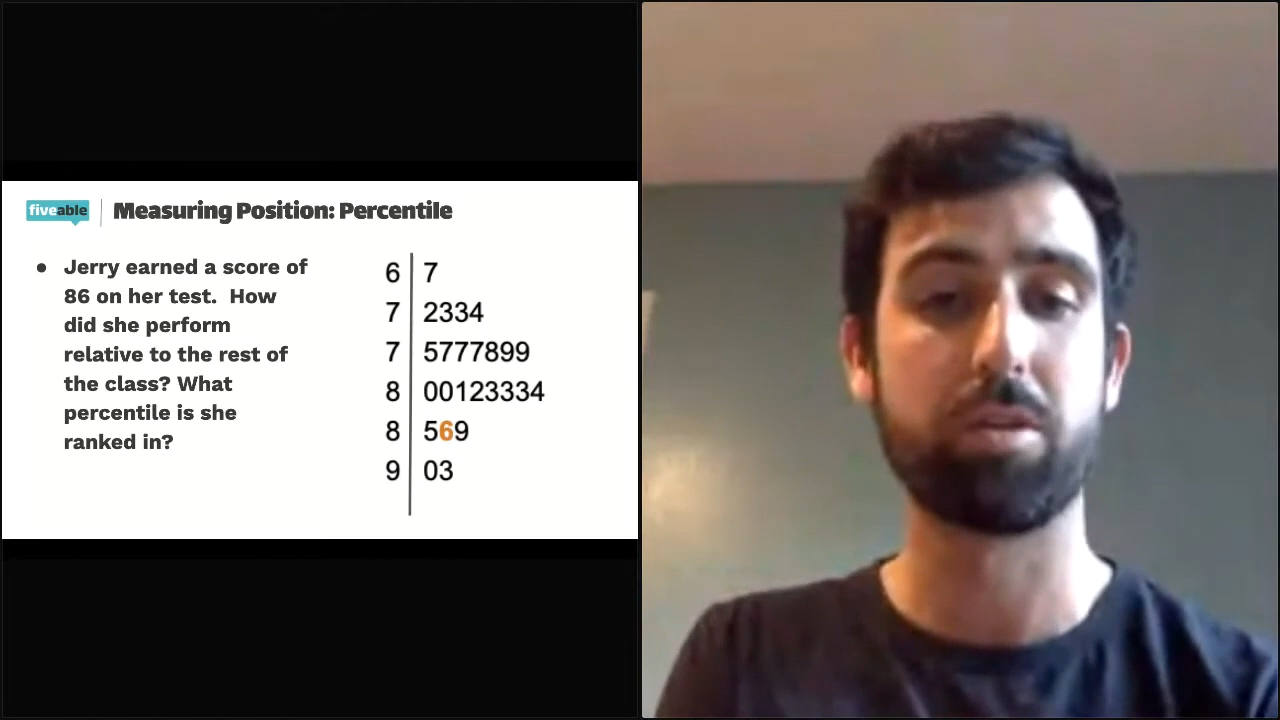 fiveable
Measuring Position: Percentile
● Jerry earned a score of
86 on her test. How
did she perform
relative to the rest of
the class? What
percentile is she
ranked in?
6 | 7
7 | 2334
7 | 5777899
8 | 00123334
8 | 569
9 | 03